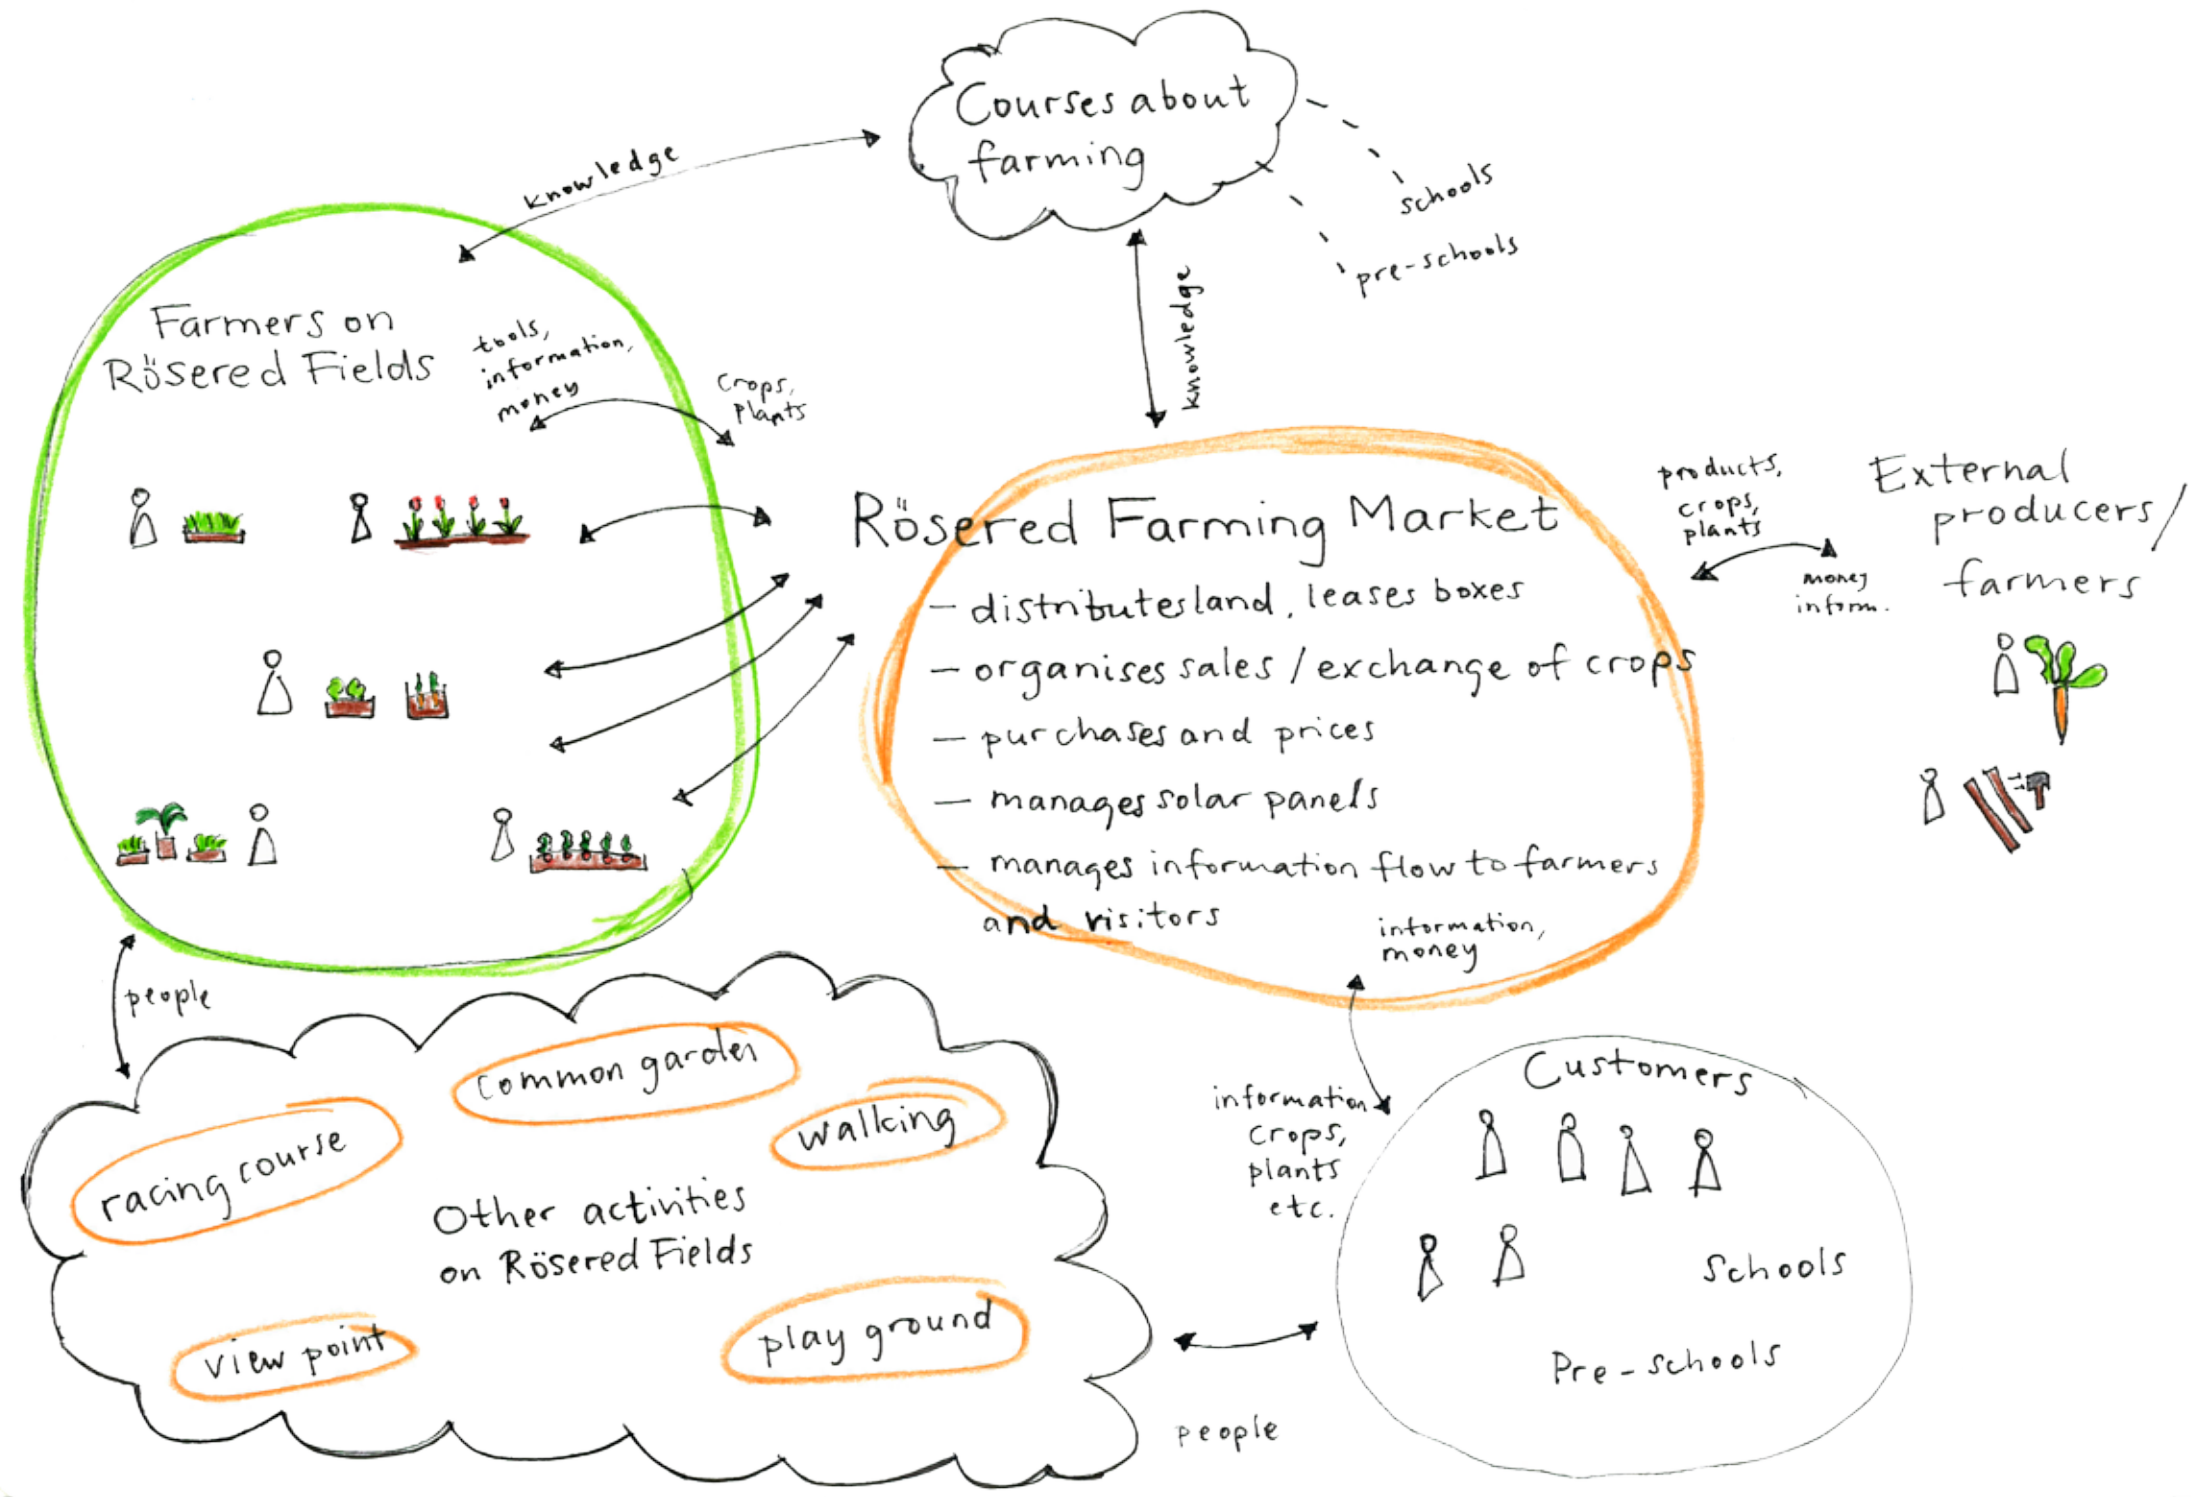 Courses about
farming
knowledge
schools
pre-schools
knowledge
Farmers on
Rösered Fields
tools,
information,
money
crops,
plants
Rösered Farming Market
– distributes land, leases boxes
– organises sales / exchange of crops
– purchases and prices
– manages solar panels
– manages information flow to farmers
and visitors
information,
money
products,
crops,
plants
money
inform.
External
producers/
farmers
people
common garden
walking
racing course
Other activities
on Rösered Fields
view point
play ground
information
crops,
plants
etc.
Customers
Schools
Pre-schools
people